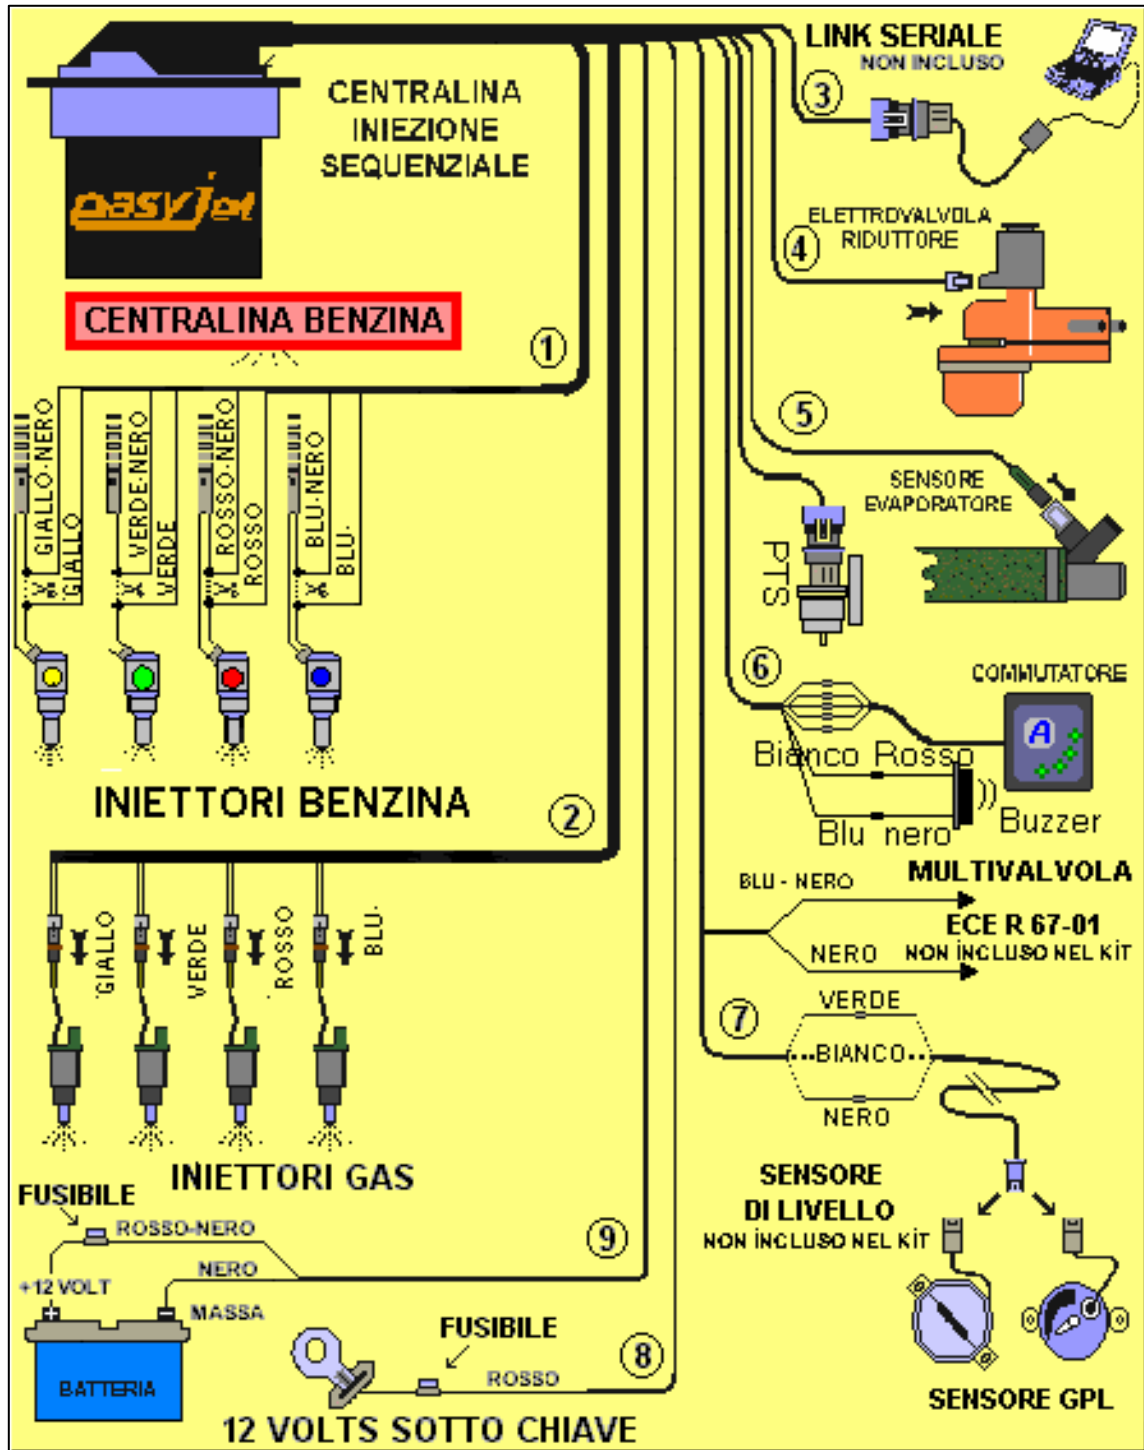 LINK SERIALE
NON INCLUSO
3
CENTRALINA
INIEZIONE
SEQUENZIALE
easyjet
ELETTROVALVOLA
RIDUTTORE
4
CENTRALINA BENZINA
1
5
GIALLO-NERO
GIALLO
VERDE-NERO
VERDE
ROSSO-NERO
ROSSO
BLU-NERO
BLU-
SENSORE
EVAPORATORE
PTS
6
COMMUTATORE
A
Bianco Rosso
Blu nero
Buzzer
INIETTORI BENZINA
2
BLU - NERO
MULTIVALVOLA
ECE R 67-01
NON INCLUSO NEL KIT
NERO
GIALLO
VERDE
ROSSO
BLU-
7
VERDE
BIANCO
NERO
INIETTORI GAS
SENSORE
DI LIVELLO
NON INCLUSO NEL KIT
FUSIBILE
ROSSO-NERO
9
NERO
+12 VOLT
+
-
MASSA
BATTERIA
FUSIBILE
8
ROSSO
SENSORE GPL
12 VOLTS SOTTO CHIAVE